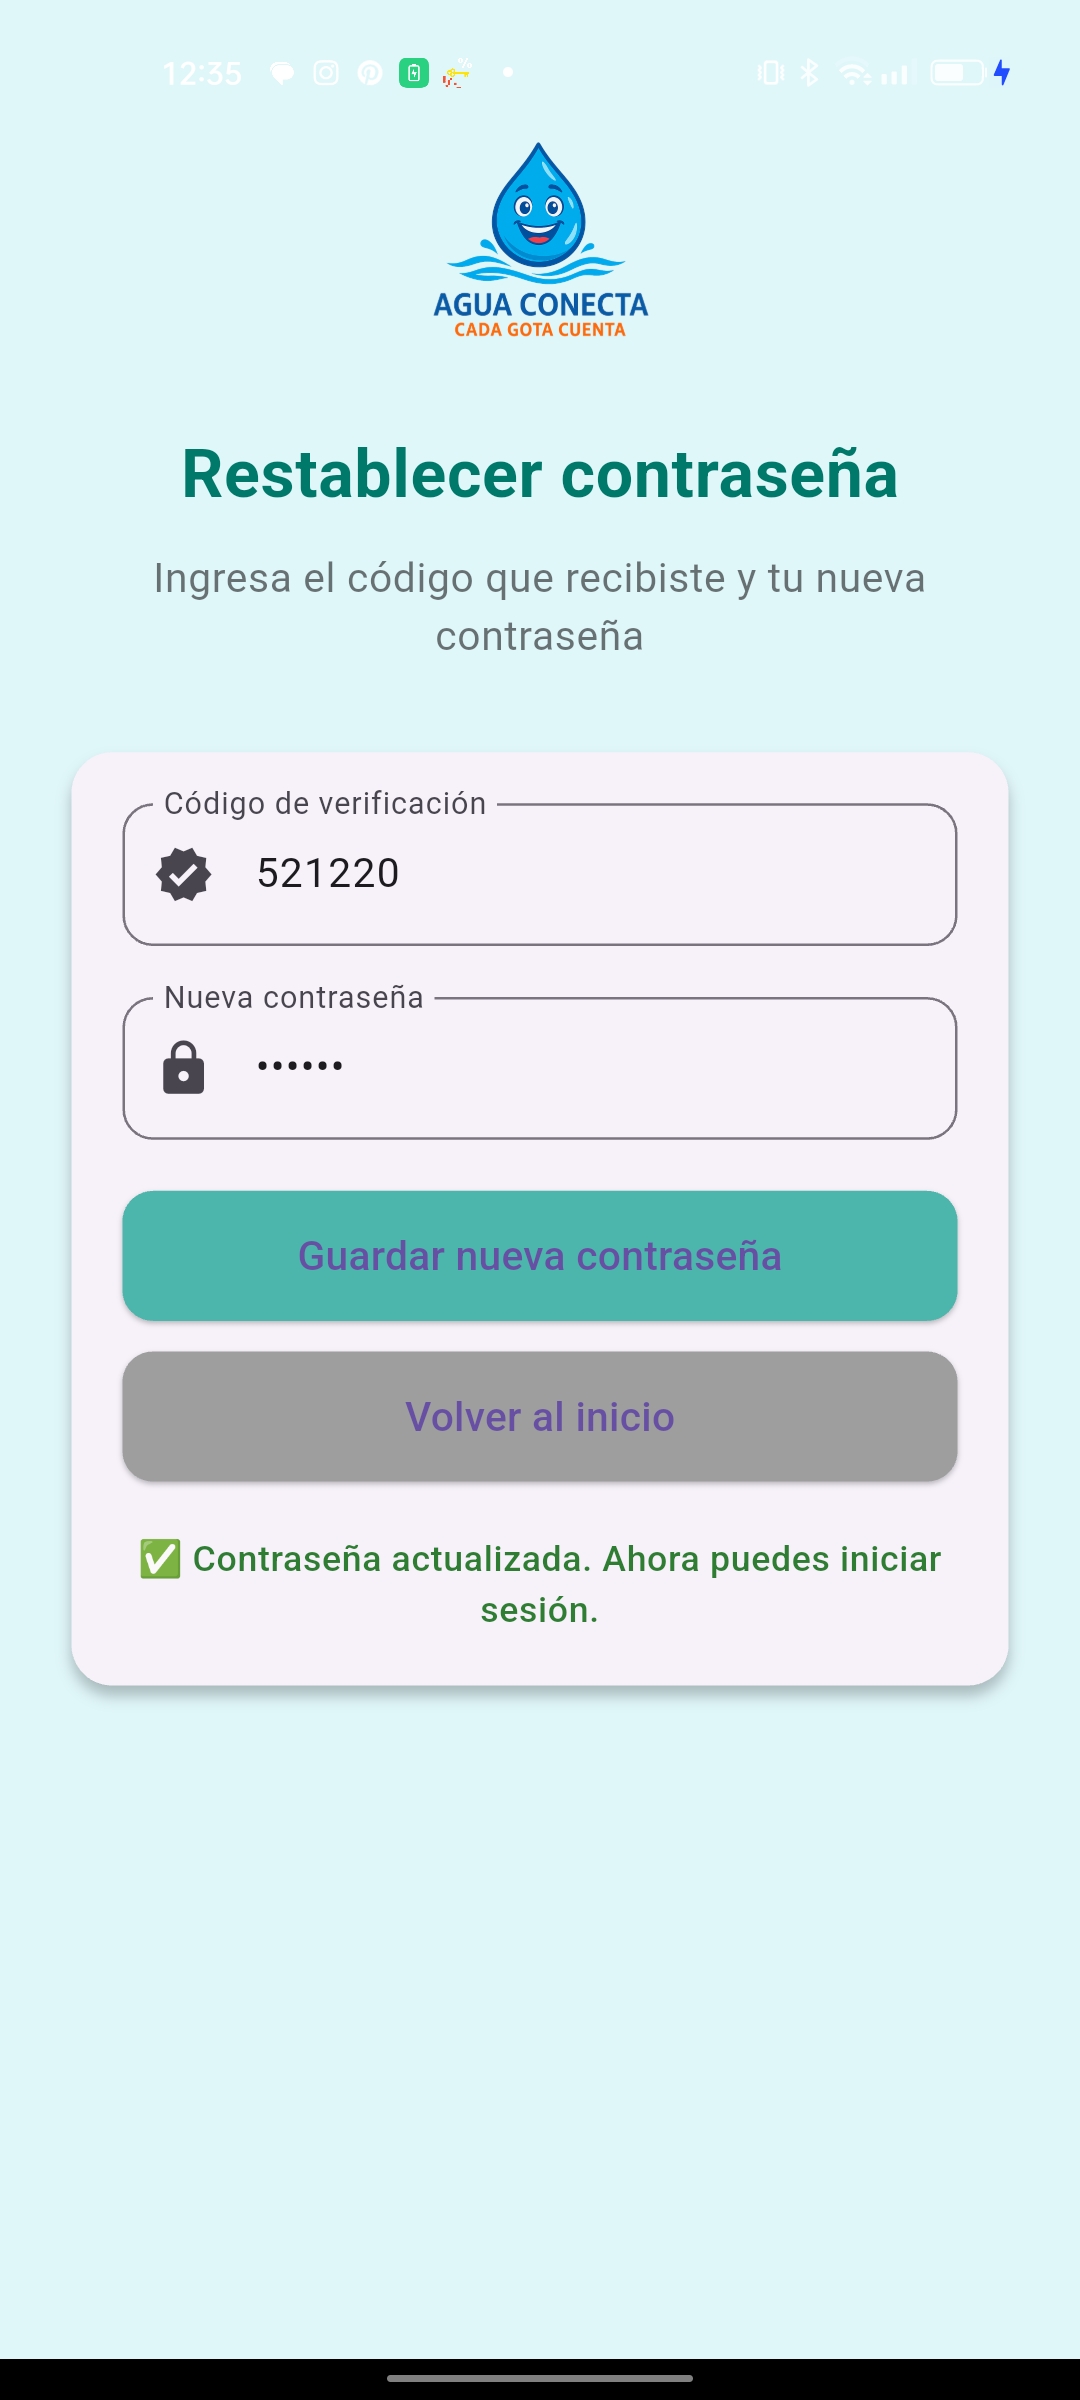 12:35
AGUA CONECTA
CADA GOTA CUENTA
Restablecer contraseña
Ingresa el código que recibiste y tu nueva
contraseña
Código de verificación
521220
Nueva contraseña
••••••
Guardar nueva contraseña
Volver al inicio
✅ Contraseña actualizada. Ahora puedes iniciar
sesión.